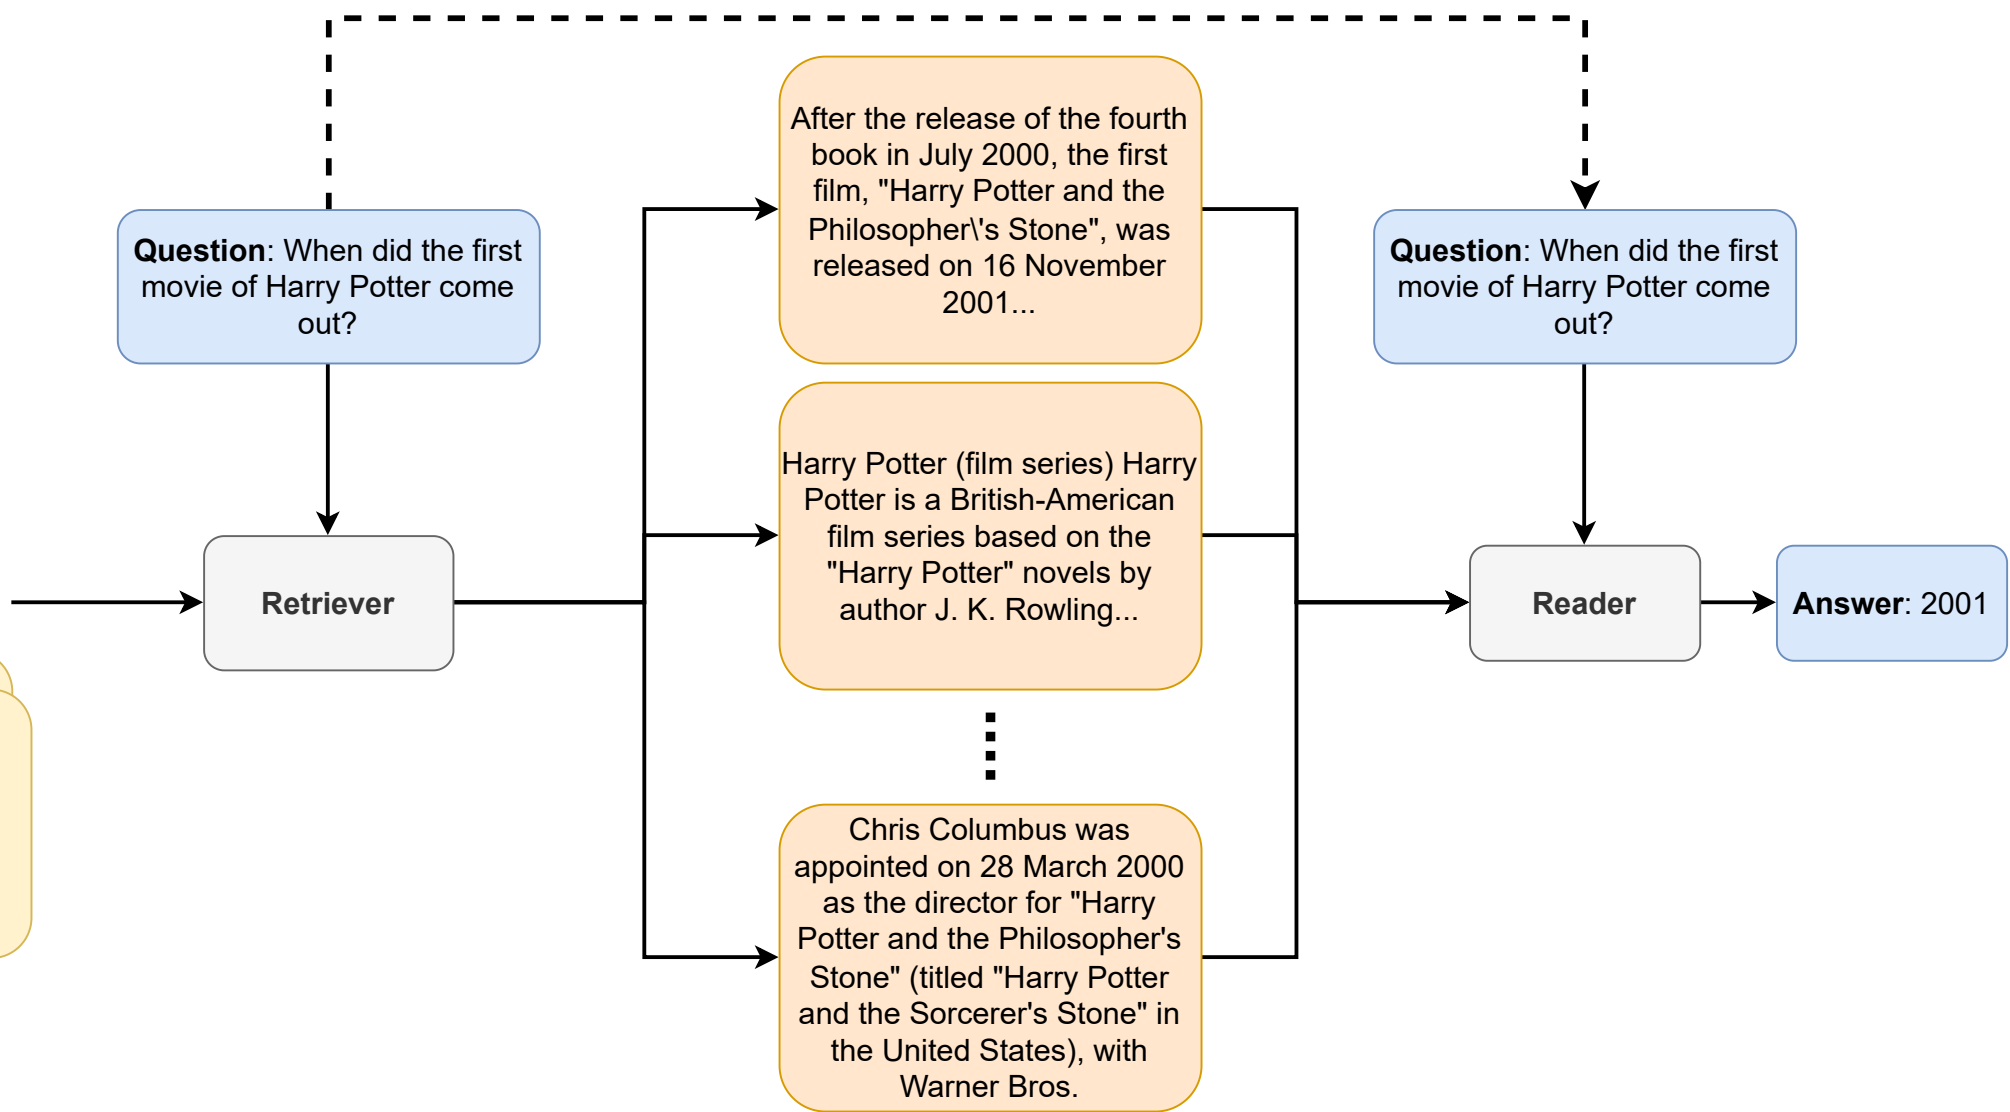 Question: When did the first
movie of Harry Potter come
out?
Retriever
After the release of the fourth
book in July 2000, the first
film, "Harry Potter and the
Philosopher\'s Stone", was
released on 16 November
2001...
Harry Potter (film series) Harry
Potter is a British-American
film series based on the
"Harry Potter" novels by
author J. K. Rowling...
Chris Columbus was
appointed on 28 March 2000
as the director for "Harry
Potter and the Philosopher's
Stone" (titled "Harry Potter
and the Sorcerer's Stone" in
the United States), with
Warner Bros.
Question: When did the first
movie of Harry Potter come
out?
Reader
Answer: 2001